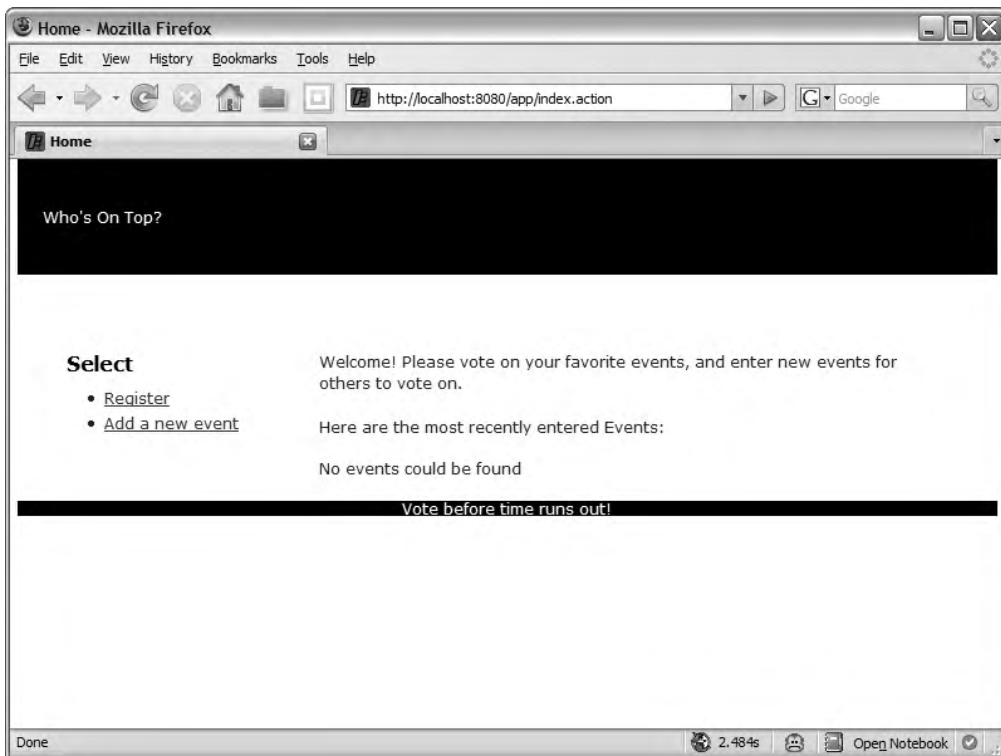 Home - Mozilla Firefox
File Edit View History Bookmarks Tools Help
http://localhost:8080/app/index.action
G Google
Home
Who's On Top?
Select
Register
Add a new event
Welcome! Please vote on your favorite events, and enter new events for
others to vote on.
Here are the most recently entered Events:
No events could be found
Vote before time runs out!
Done 2.484s Open Notebook